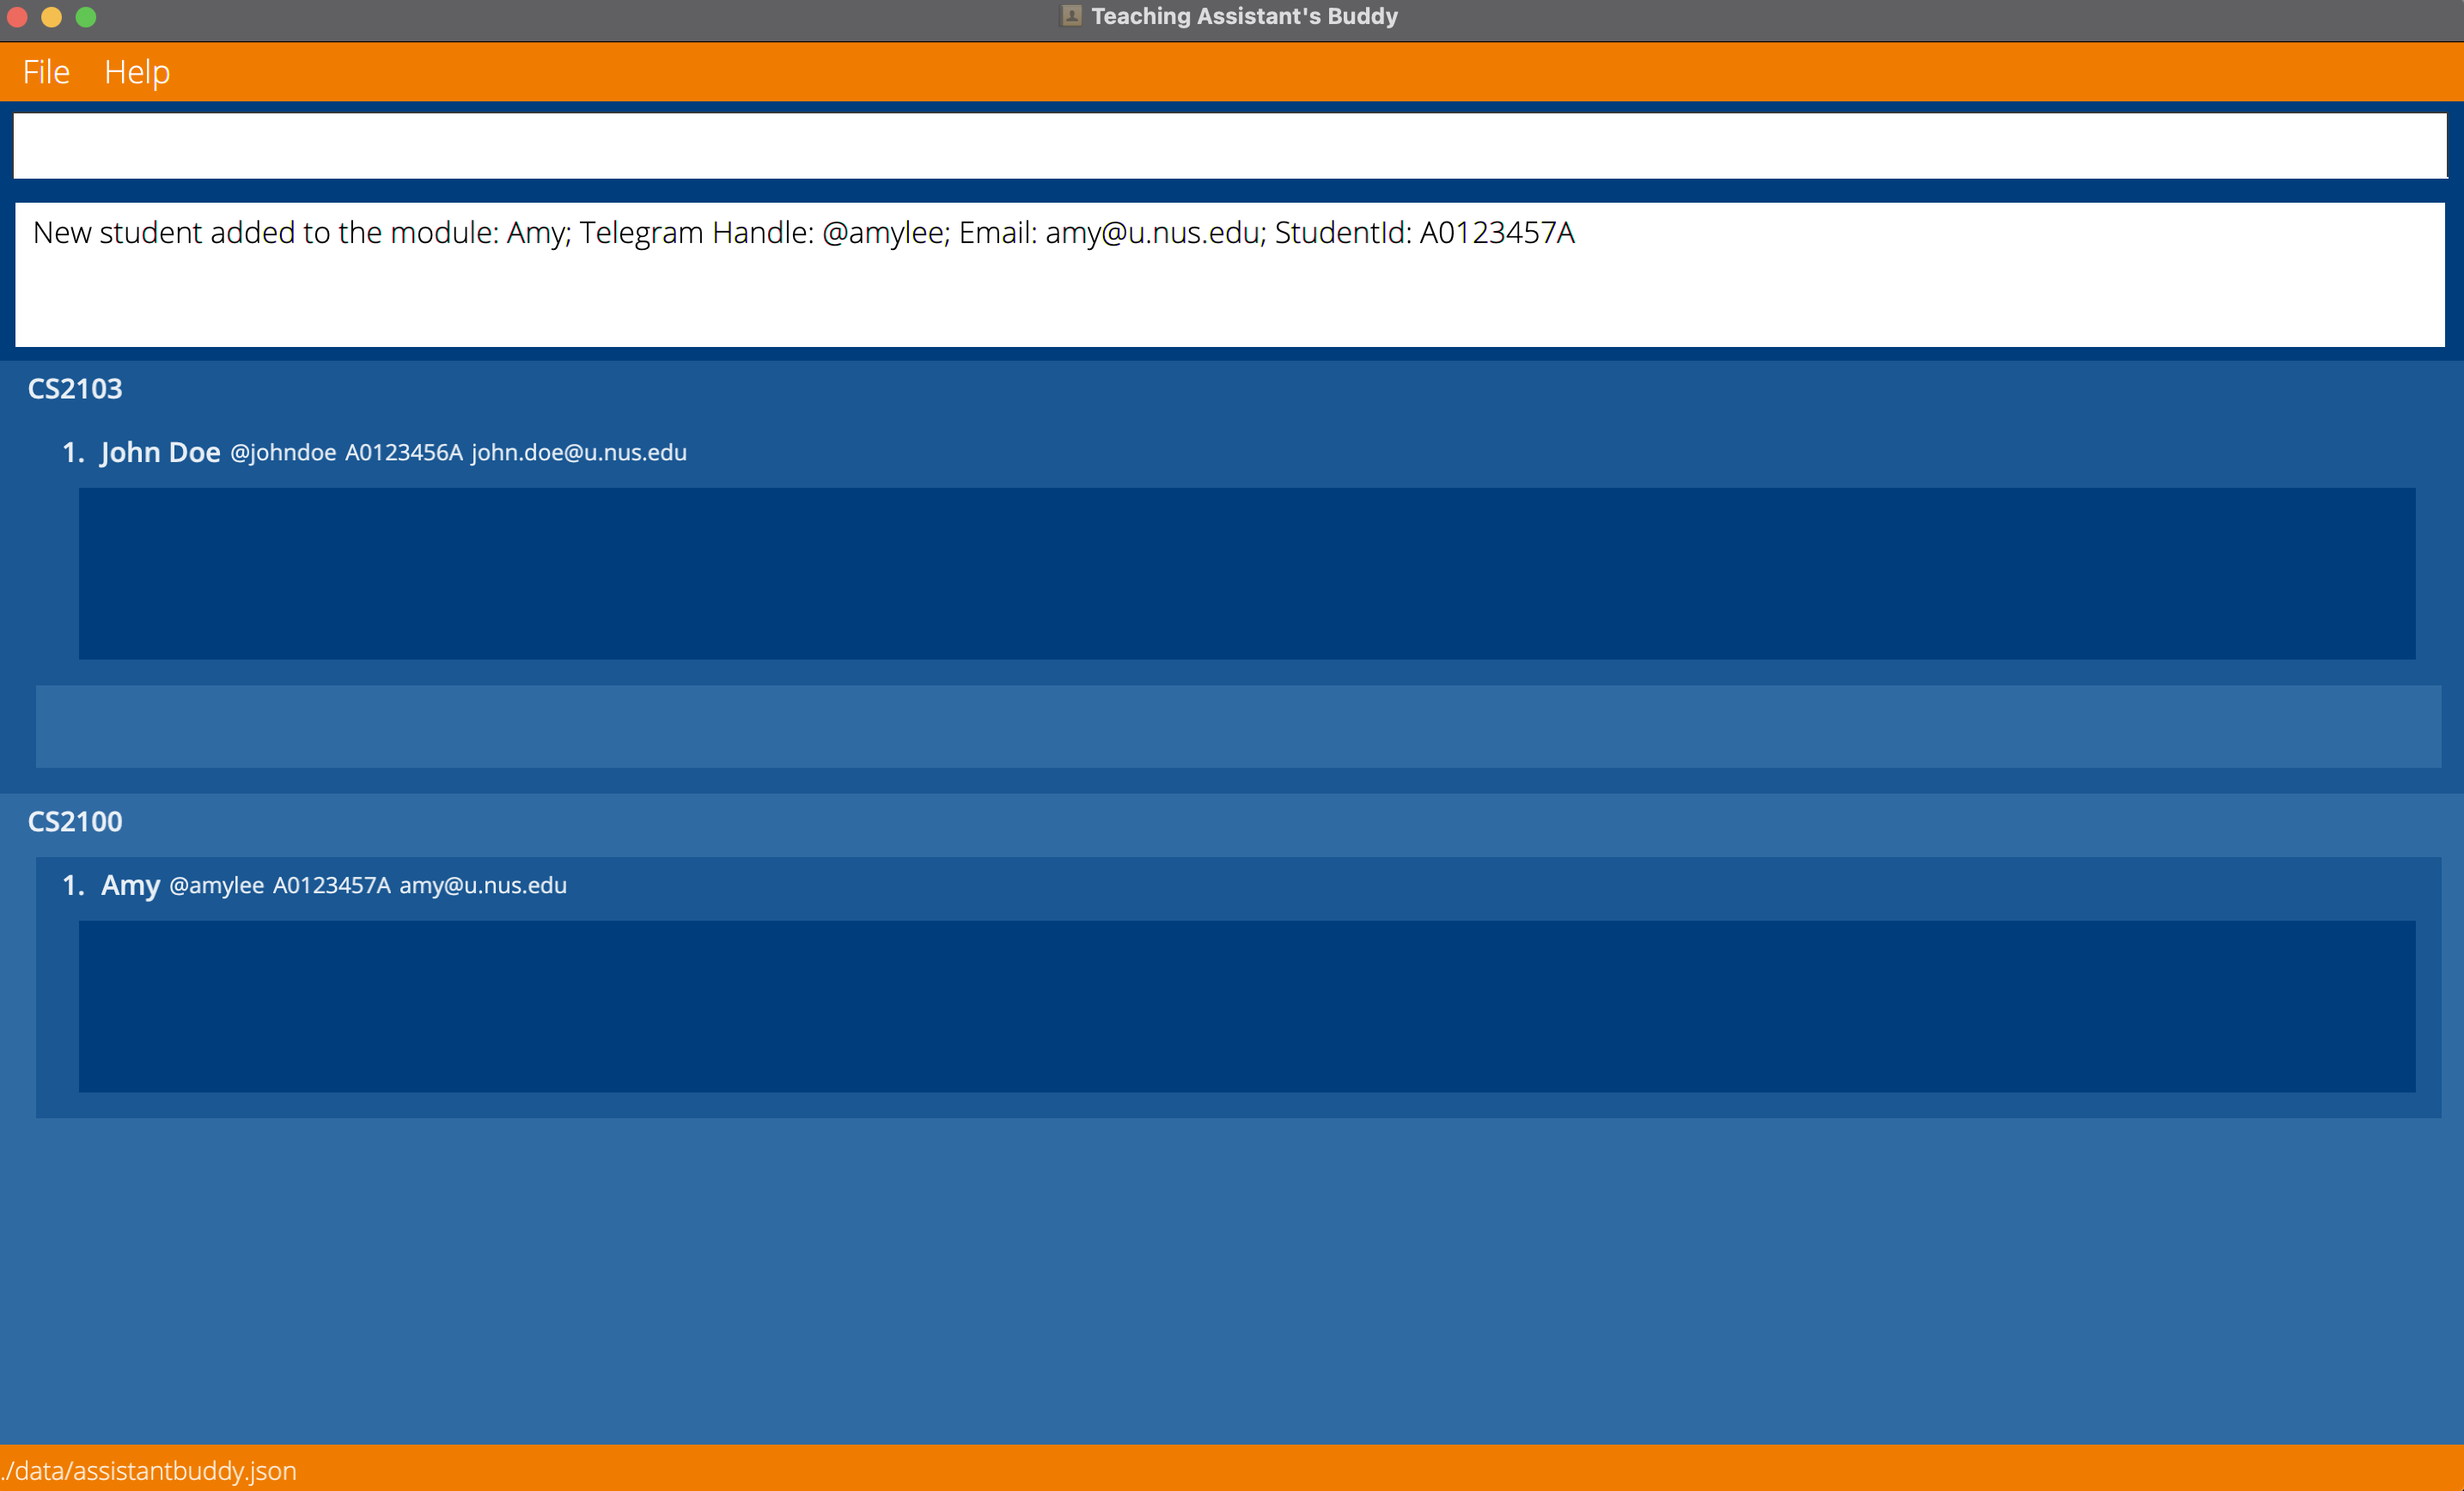 Teaching Assistant's Buddy
File Help
New student added to the module: Amy; Telegram Handle: @amylee; Email: amy@u.nus.edu; StudentId: A0123457A
CS2103
1. John Doe @johndoe A0123456A john.doe@u.nus.edu
CS2100
1. Amy @amylee A0123457A amy@u.nus.edu
./data/assistantbuddy.json